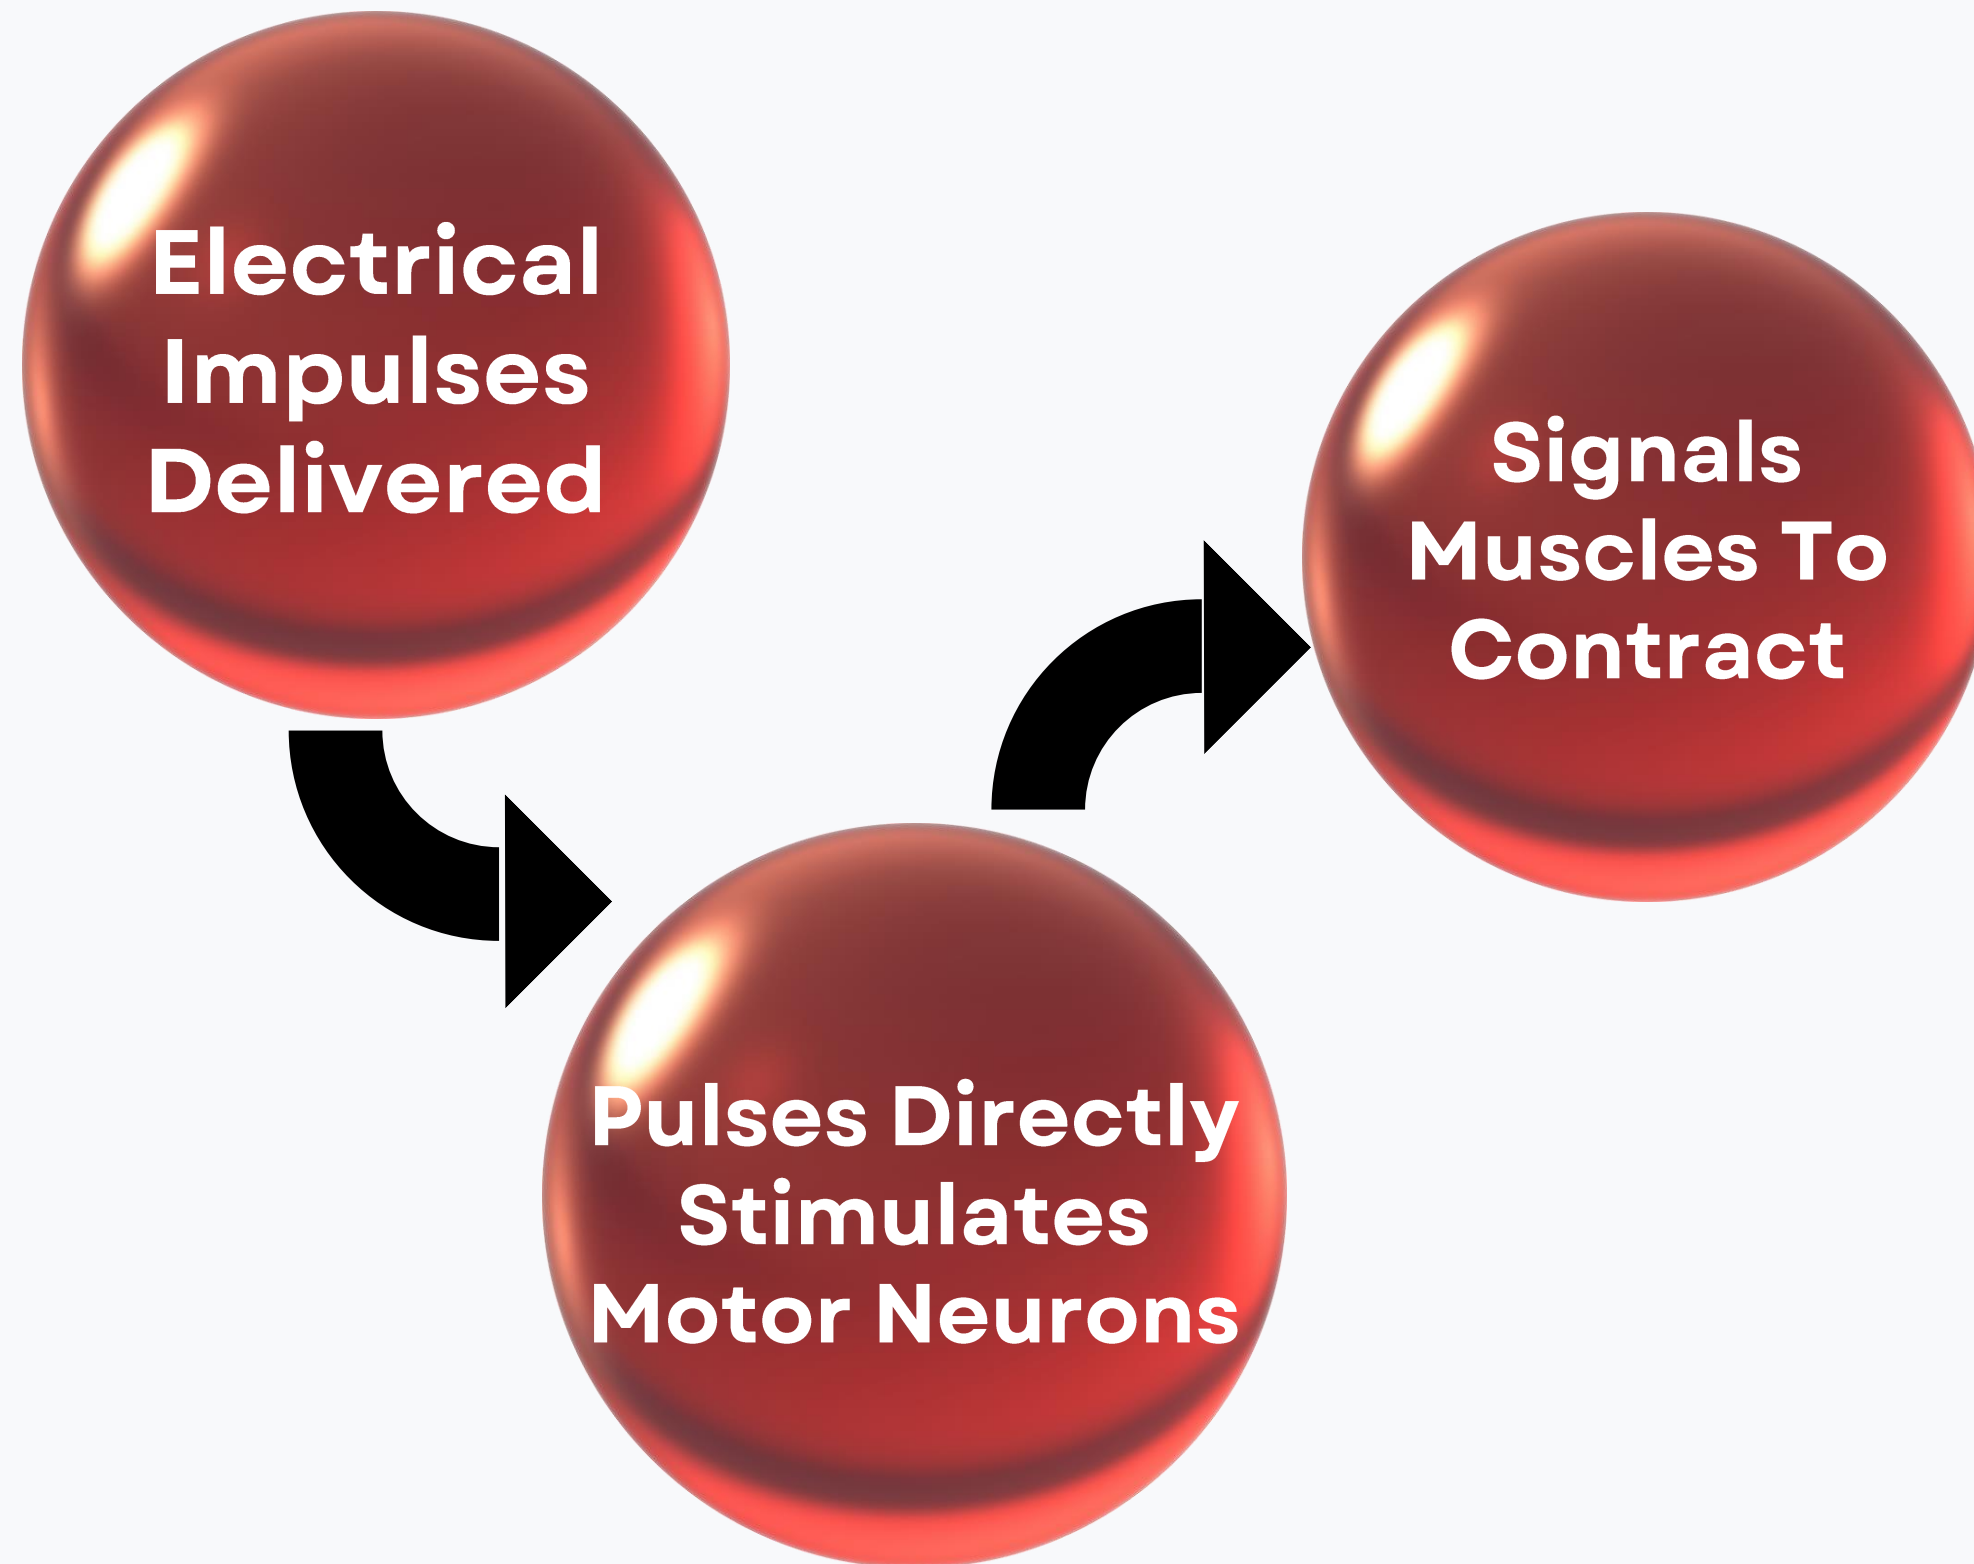 Electrical
Impulses
Delivered
Pulses Directly
Stimulates
Motor Neurons
Signals
Muscles To
Contract